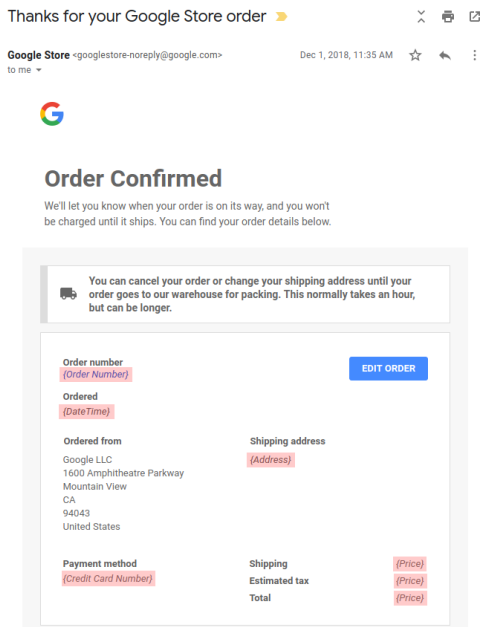 Thanks for your Google Store order
Google Store <googlestore-noreply@google.com>
Dec 1, 2018, 11:35 AM
to me
Order Confirmed
We'll let you know when your order is on its way, and you won't
be charged until it ships. You can find your order details below.
You can cancel your order or change your shipping address until your
order goes to our warehouse for packing. This normally takes an hour,
but can be longer.
Order number
{Order Number}
EDIT ORDER
Ordered
{DateTime}
Ordered from
Google LLC
1600 Amphitheatre Parkway
Mountain View
CA
94043
United States
Shipping address
{Address}
Payment method
{Credit Card Number}
Shipping {Price}
Estimated tax {Price}
Total {Price}